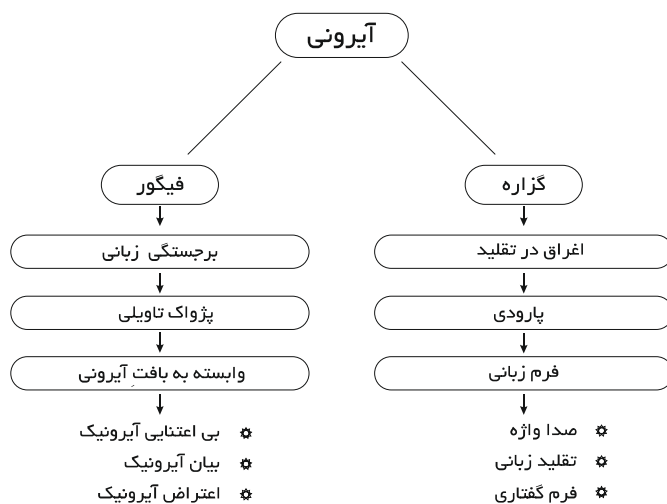 آیرونی
گزاره
اغراق در تقلید
پارودی
فرم زبانی
صدا واژه
تقلید زبانی
فرم گفتاری
فیگور
برجستگی زبانی
پژواک تاویلی
وابسته به بافتِ آیرونی
بی اعتنایی آیرونیک
بیان آیرونیک
اعتراض آیرونیک